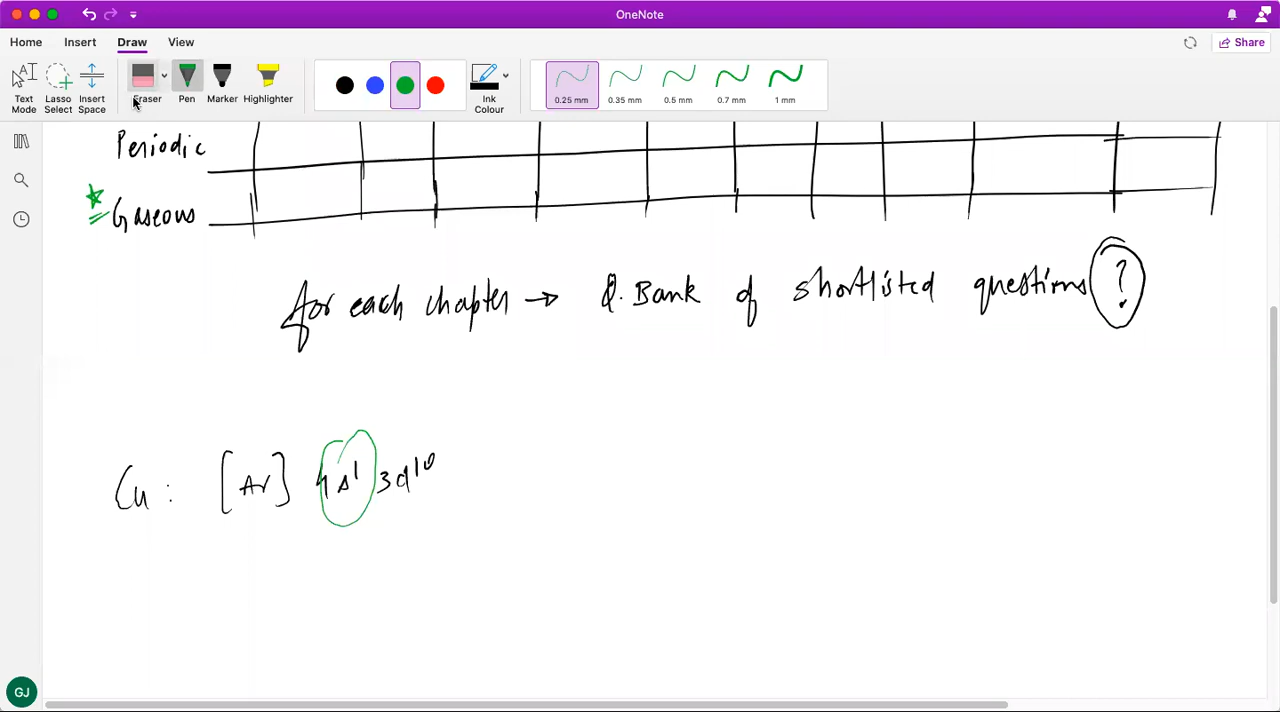 OneNote
Home Insert Draw View
Share
Text Mode
Lasso Select
Insert Space
Eraser
Pen
Marker
Highlighter
Ink Colour
0.25 mm
0.35 mm
0.5 mm
0.7 mm
1 mm
Periodic
Gaseous
for each chapter → Q. Bank of shortlisted questions ?
Cu : [Ar] 4s¹ 3d¹⁰
GJ